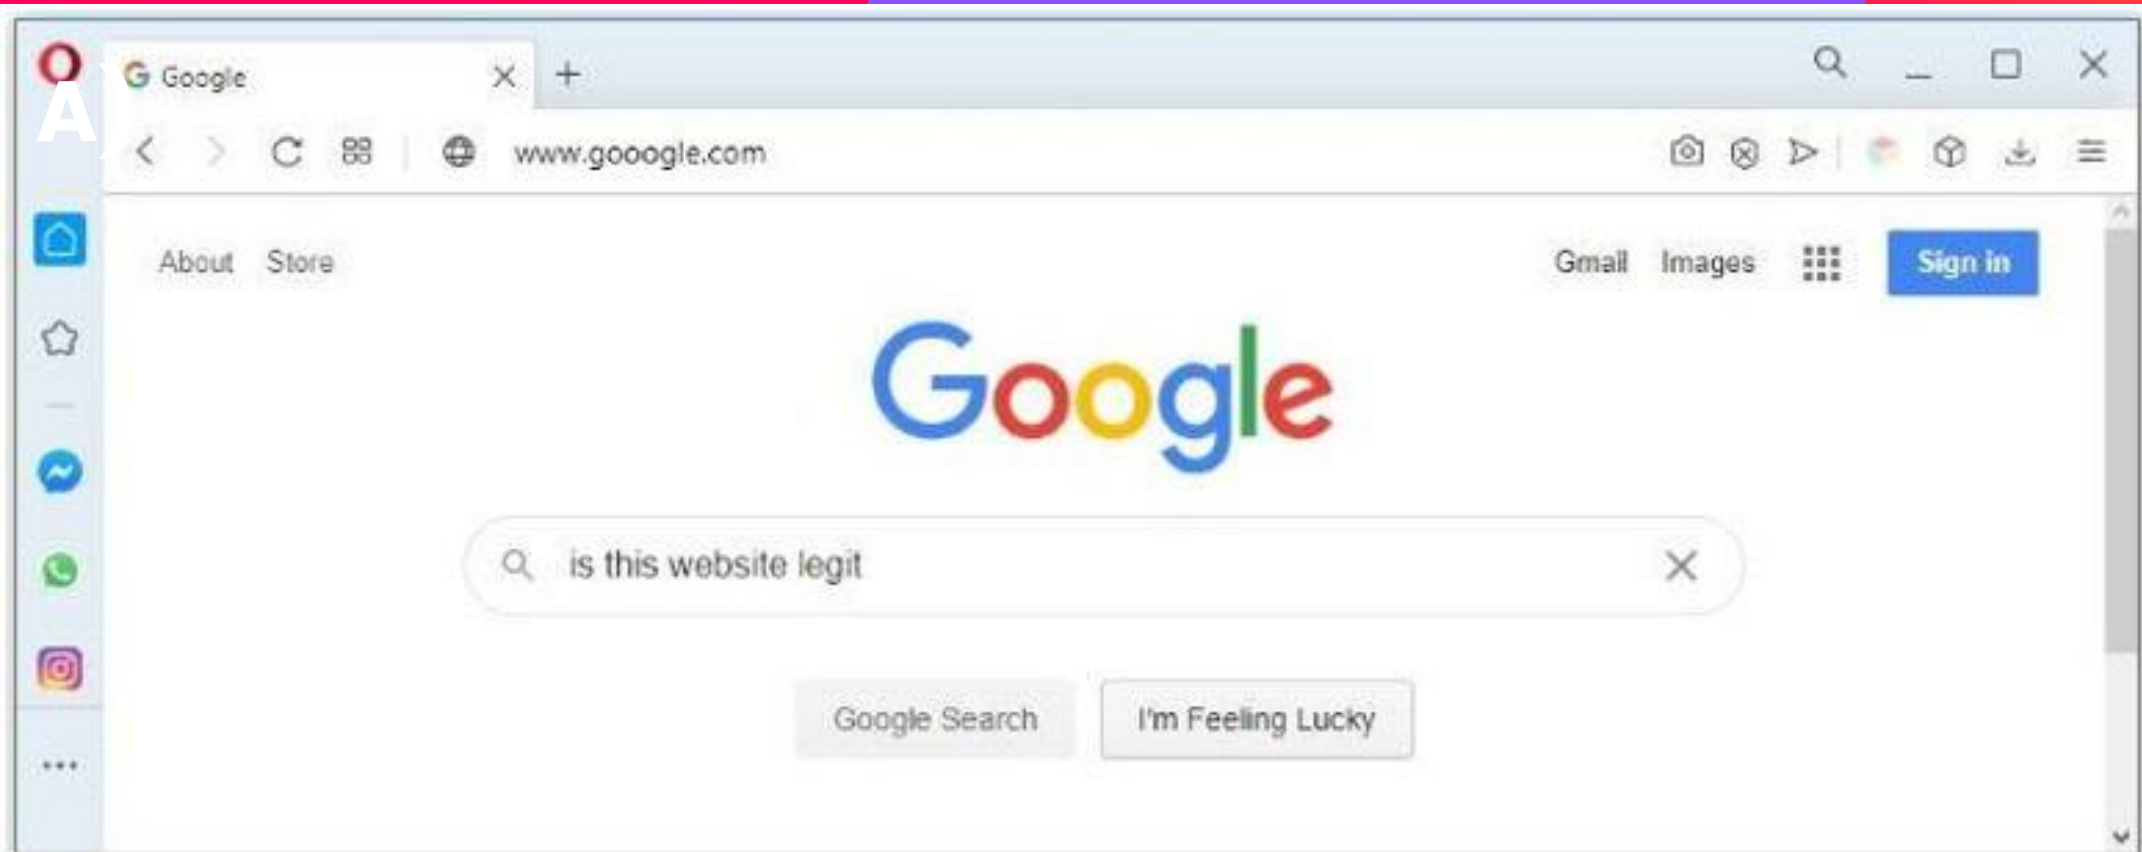 Google
A)
www.gooogle.com
About Store Gmail Images Sign in
Google
is this website legit
Google Search I'm Feeling Lucky